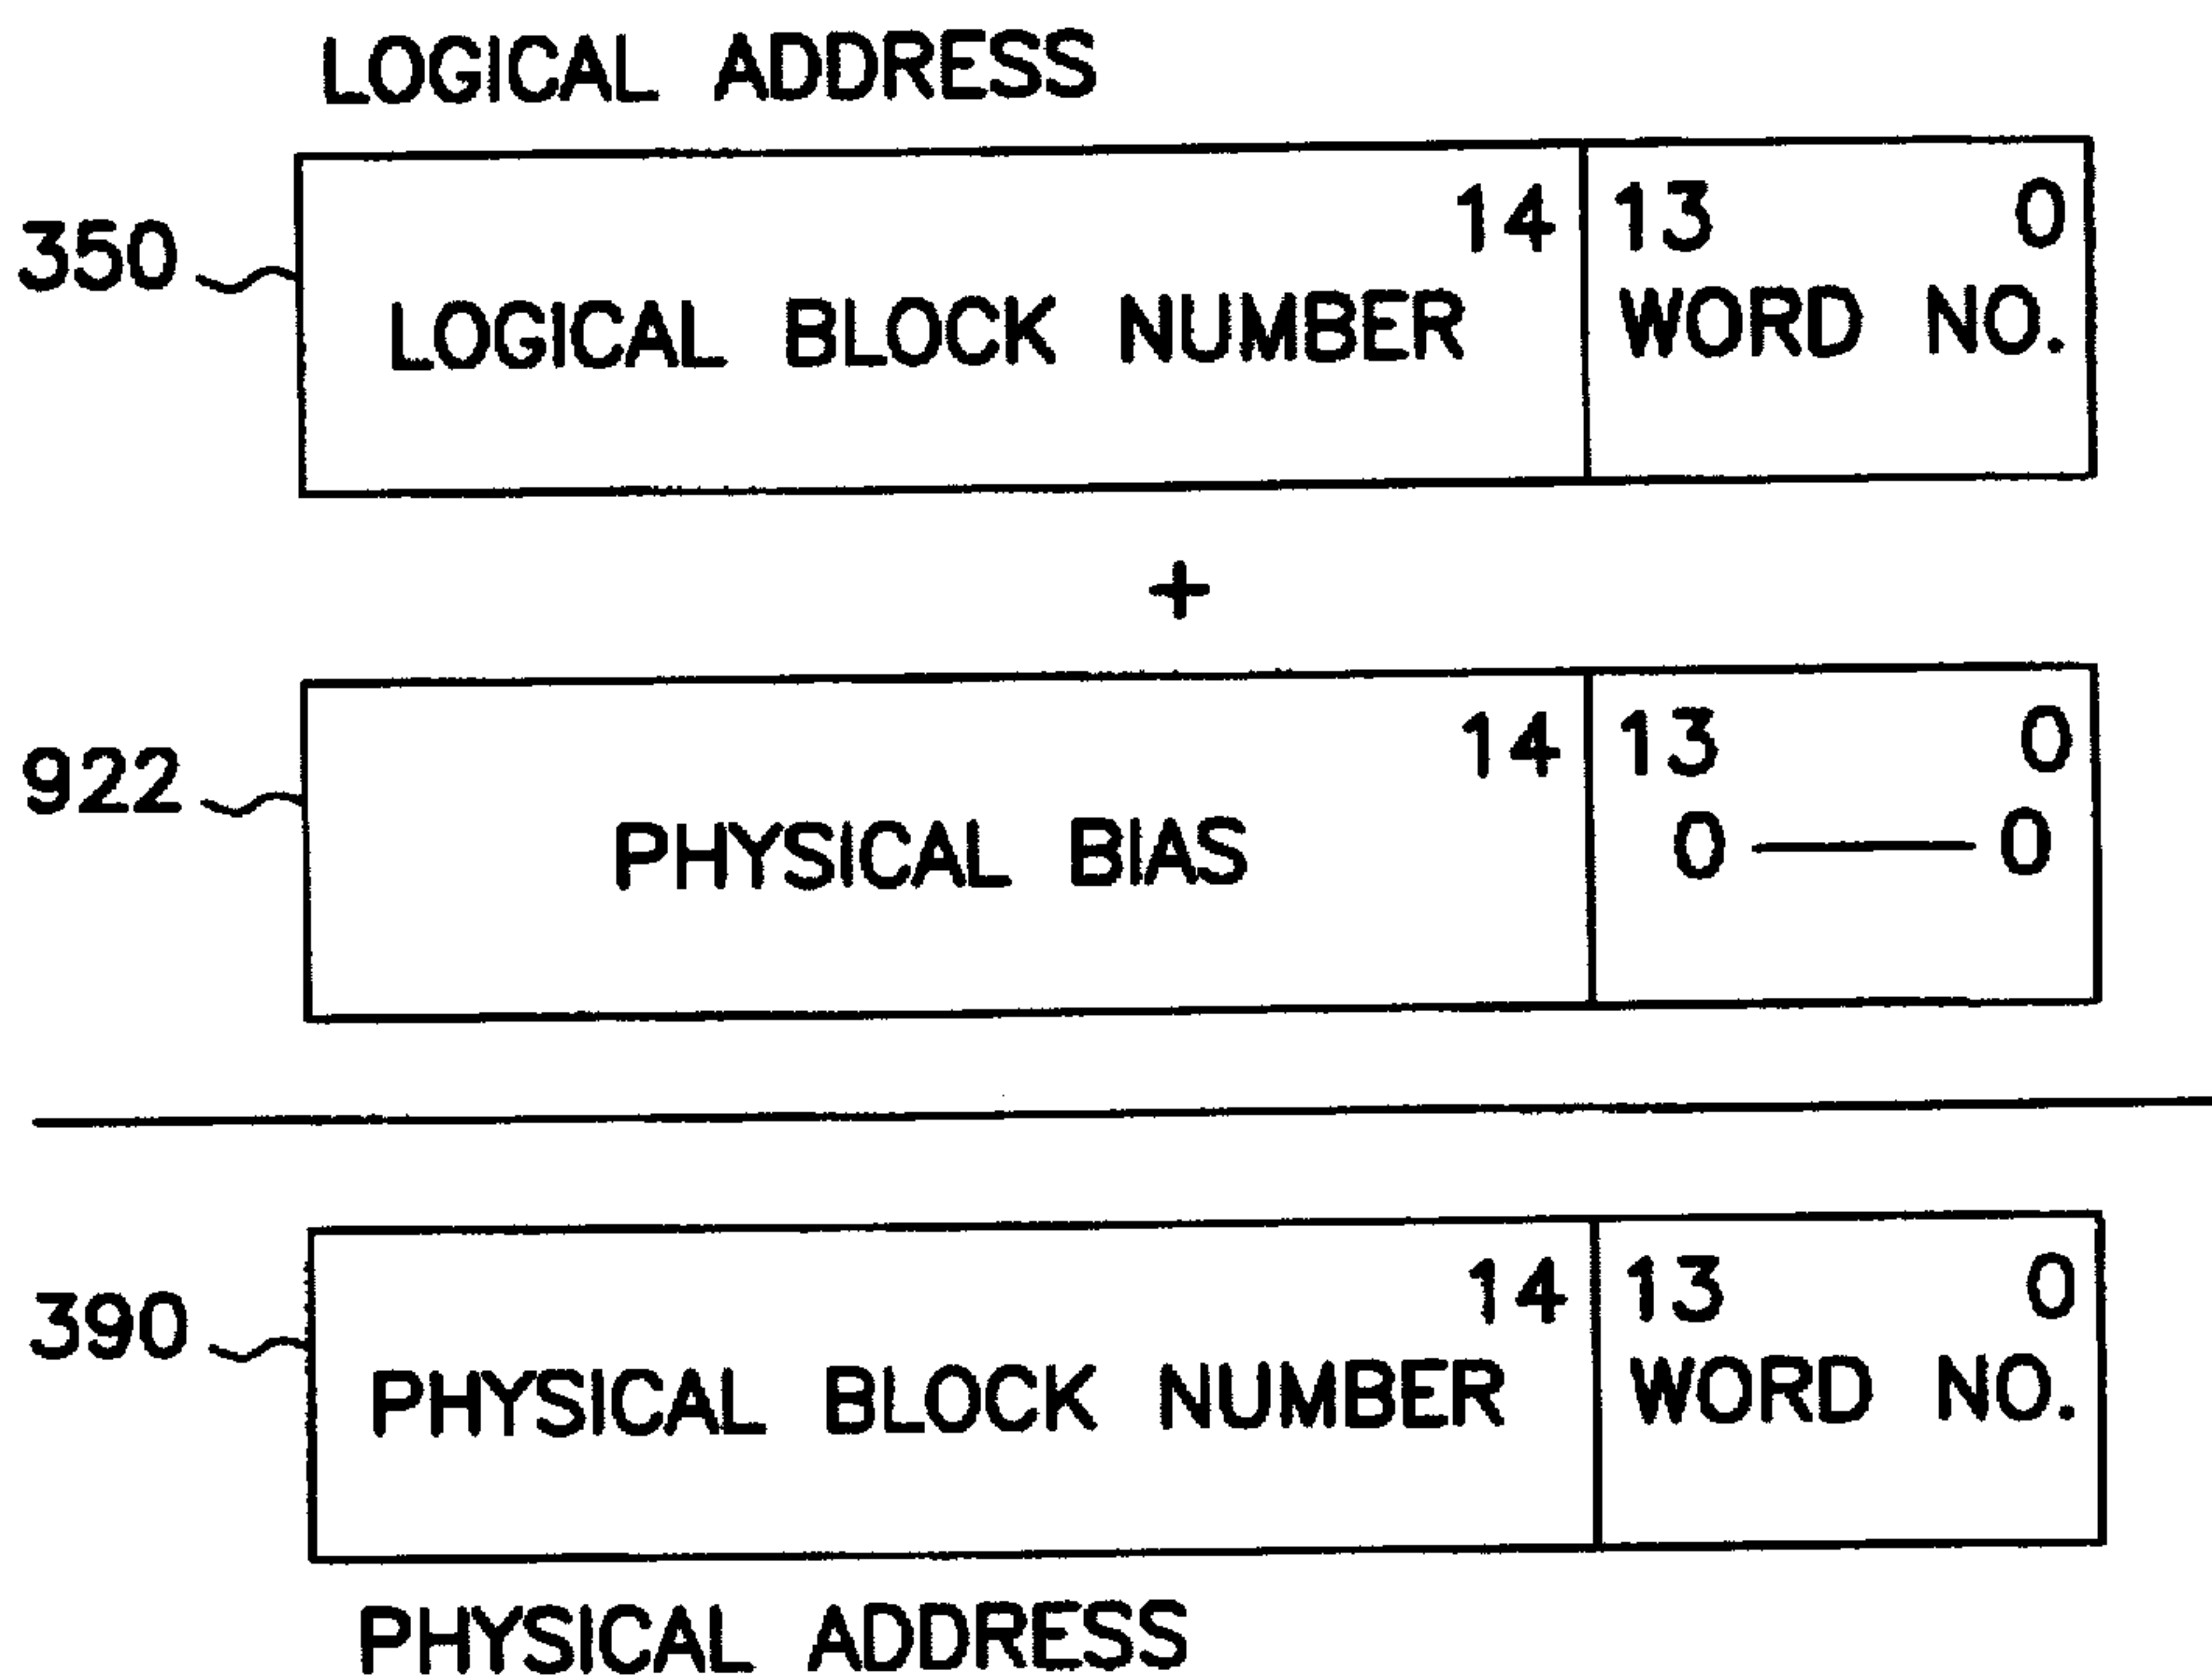 LOGICAL ADDRESS
14 13 0
350
LOGICAL BLOCK NUMBER WORD NO.
+
14 13 0
922
PHYSICAL BIAS 0 — 0
14 13 0
390
PHYSICAL BLOCK NUMBER WORD NO.
PHYSICAL ADDRESS